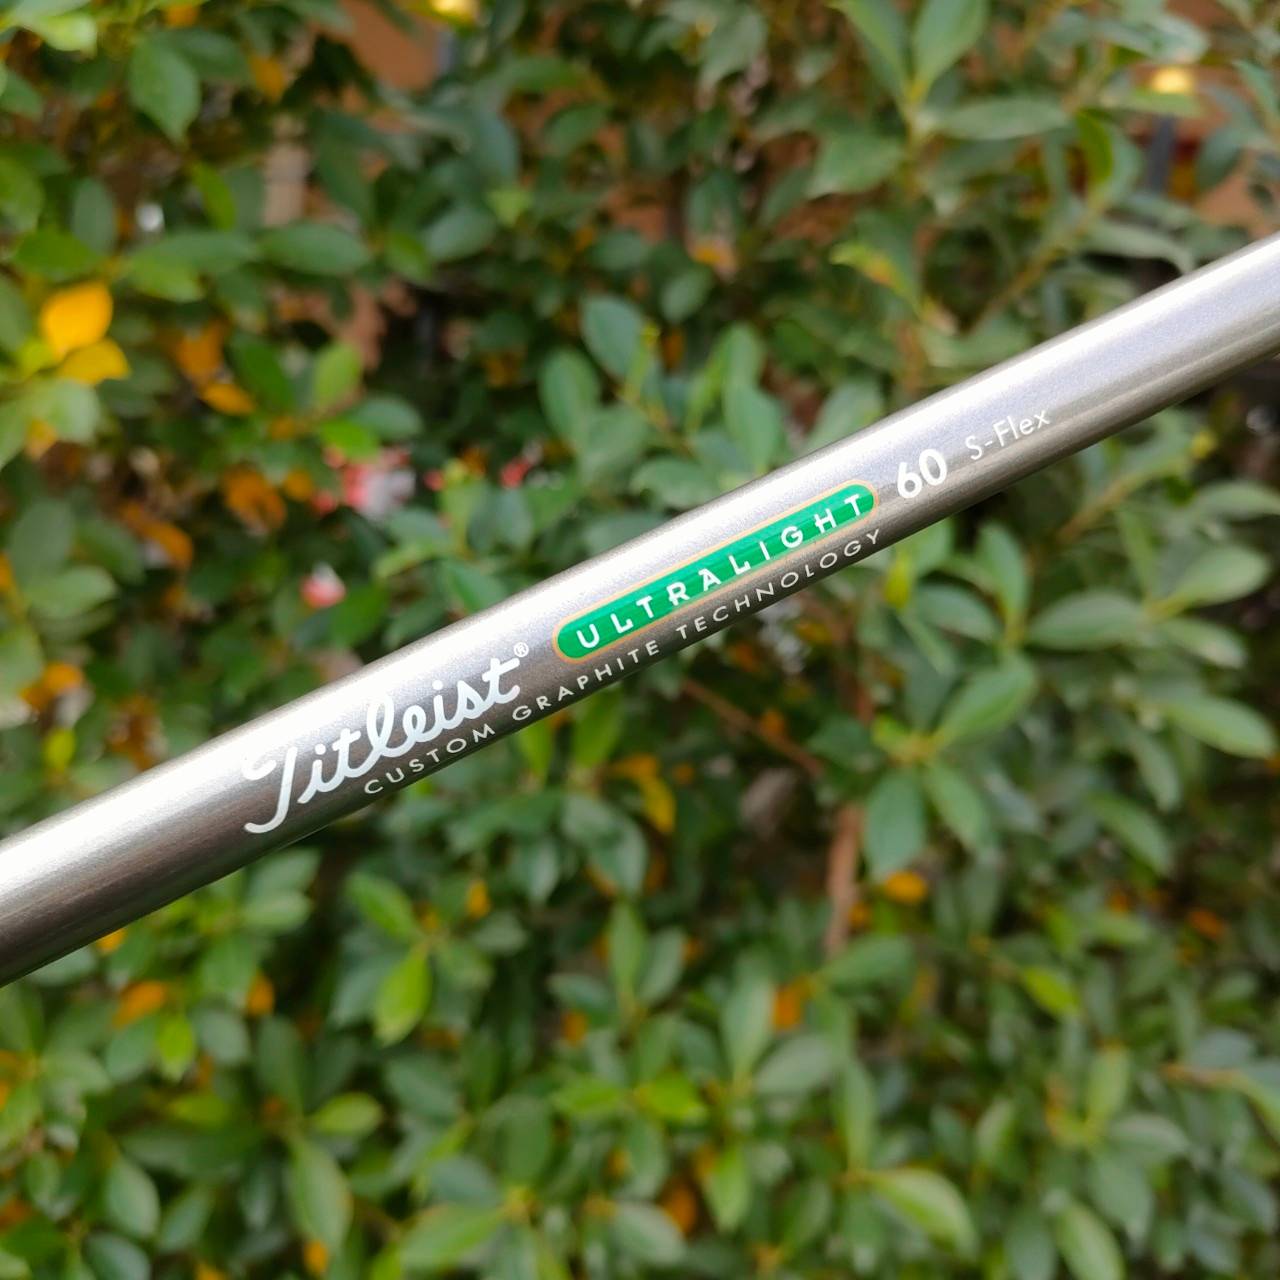 Titleist® ULTRALIGHT 60 S-Flex
CUSTOM GRAPHITE TECHNOLOGY